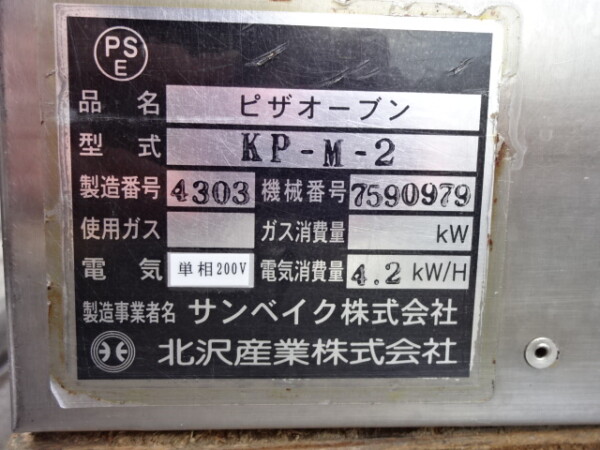 PS
E
品名 ピザオーブン
型式 KP-M-2
製造番号 4303 機械番号 7590979
使用ガス ガス消費量 kW
電気 単相200V 電気消費量 4.2 kW/H
製造事業者名 サンベイク株式会社
北沢産業株式会社